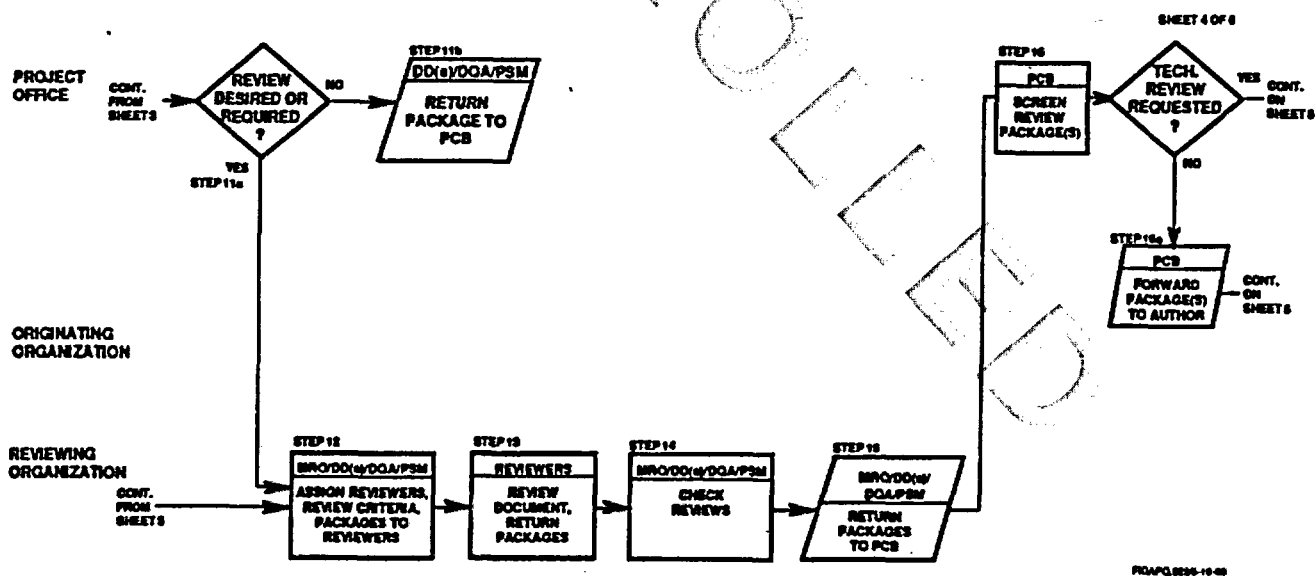 SHEET 4 OF 6
PROJECT
OFFICE
CONT.
FROM
SHEET 3
REVIEW
DESIRED OR
REQUIRED
?
NO
YES
STEP 11a
STEP 11b
DD(s)/DQA/PSM
RETURN
PACKAGE TO
PCB
STEP 16
PCB
SCREEN
REVIEW
PACKAGE(S)
TECH.
REVIEW
REQUESTED
?
YES
CONT.
ON
SHEET 5
NO
STEP 16a
PCB
FORWARD
PACKAGE(S)
TO AUTHOR
CONT.
ON
SHEET 5
ORIGINATING
ORGANIZATION
REVIEWING
ORGANIZATION
CONT.
FROM
SHEET 3
STEP 12
MRO/DD(s)/DQA/PSM
ASSIGN REVIEWERS,
REVIEW CRITERIA,
PACKAGES TO
REVIEWERS
STEP 13
REVIEWERS
REVIEW
DOCUMENT,
RETURN
PACKAGES
STEP 14
MRO/DD(s)/DQA/PSM
CHECK
REVIEWS
STEP 15
MRO/DD(s)/
DQA/PSM
RETURN
PACKAGES
TO PCB